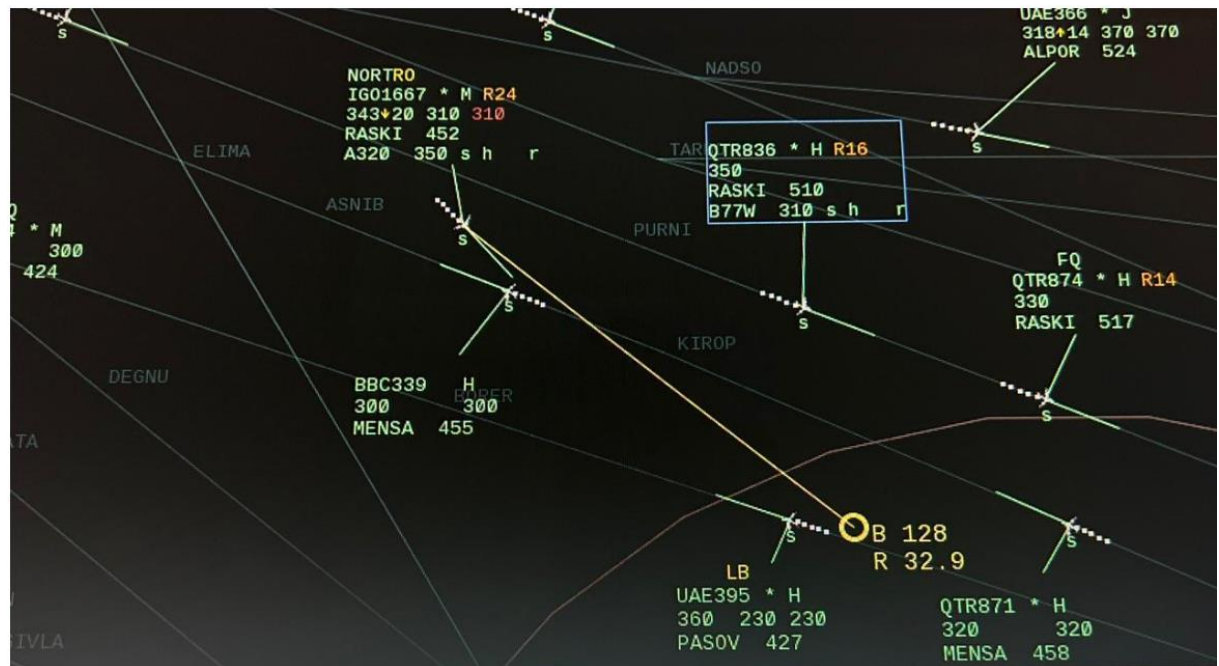 UAE366 * J
318↑14 370 370
ALPOR 524
S
S
NADSO
NORTRO
IGO1667 * M R24
343↓20 310 310
RASKI 452
A320 350 s h r
S
ELIMA
ASNIB
QTR836 * H R16
350
RASKI 510
B77W 310 s h r
S
PURNI
* M
300
424
S
FQ
QTR874 * H R14
330
RASKI 517
S
KIROP
DEGNU
BBC339 H
300 300
MENSA 455
S
BORER
B 128
R 32.9
S
LB
UAE395 * H
360 230 230
PASOV 427
S
QTR871 * H
320 320
MENSA 458